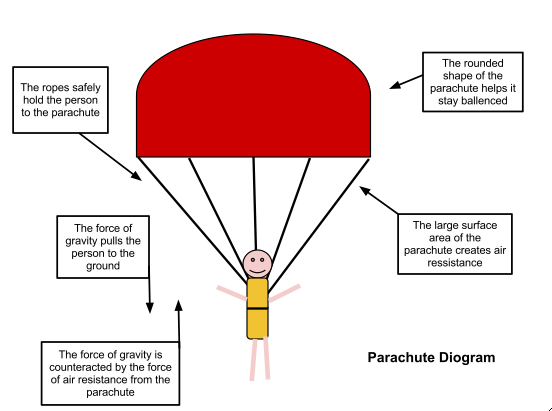 The ropes safely
hold the person
to the parachute
The rounded
shape of the
parachute helps it
stay ballenced
The force of
gravity pulls the
person to the
ground
The large surface
area of the
parachute creates air
ressistance
The force of gravity is
counteracted by the force
of air resistance from the
parachute
Parachute Diogram